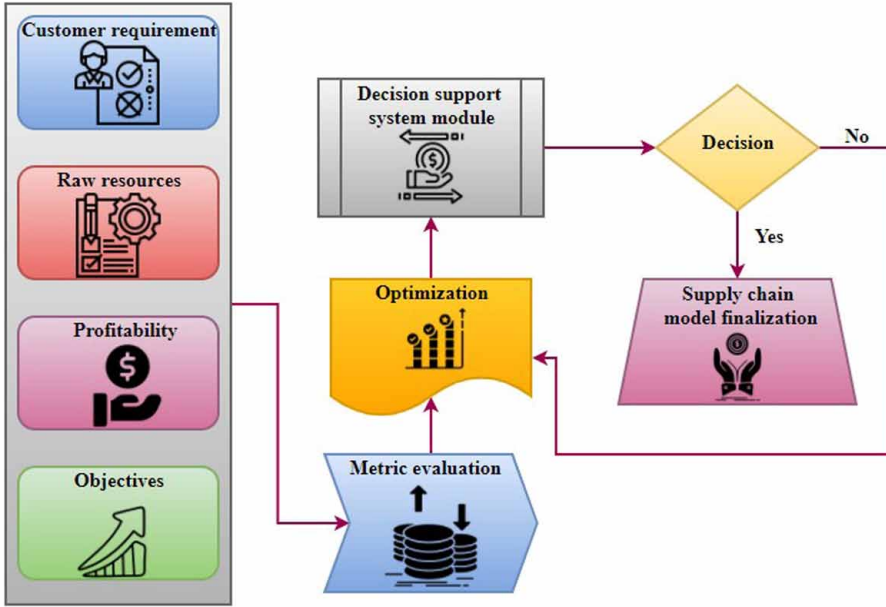 Customer requirement
Raw resources
Profitability
Objectives
Decision support
system module
Decision
No
Yes
Optimization
Supply chain
model finalization
Metric evaluation